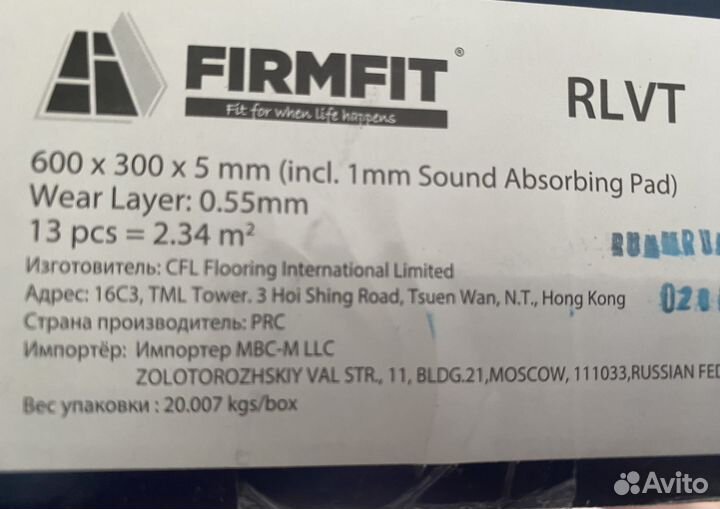 FIRMFIT ®
Fit for when life happens
RLVT
600 x 300 x 5 mm (incl. 1mm Sound Absorbing Pad)
Wear Layer: 0.55mm
13 pcs = 2.34 m²
Изготовитель: CFL Flooring International Limited
Адрес: 16C3, TML Tower. 3 Hoi Shing Road, Tsuen Wan, N.T., Hong Kong
Страна производитель: PRC
Импортёр: Импортер MBC-M LLC
ZOLOTOROZHSKIY VAL STR., 11, BLDG.21,MOSCOW, 111033,RUSSIAN FED
Вес упаковки : 20.007 kgs/box
Avito